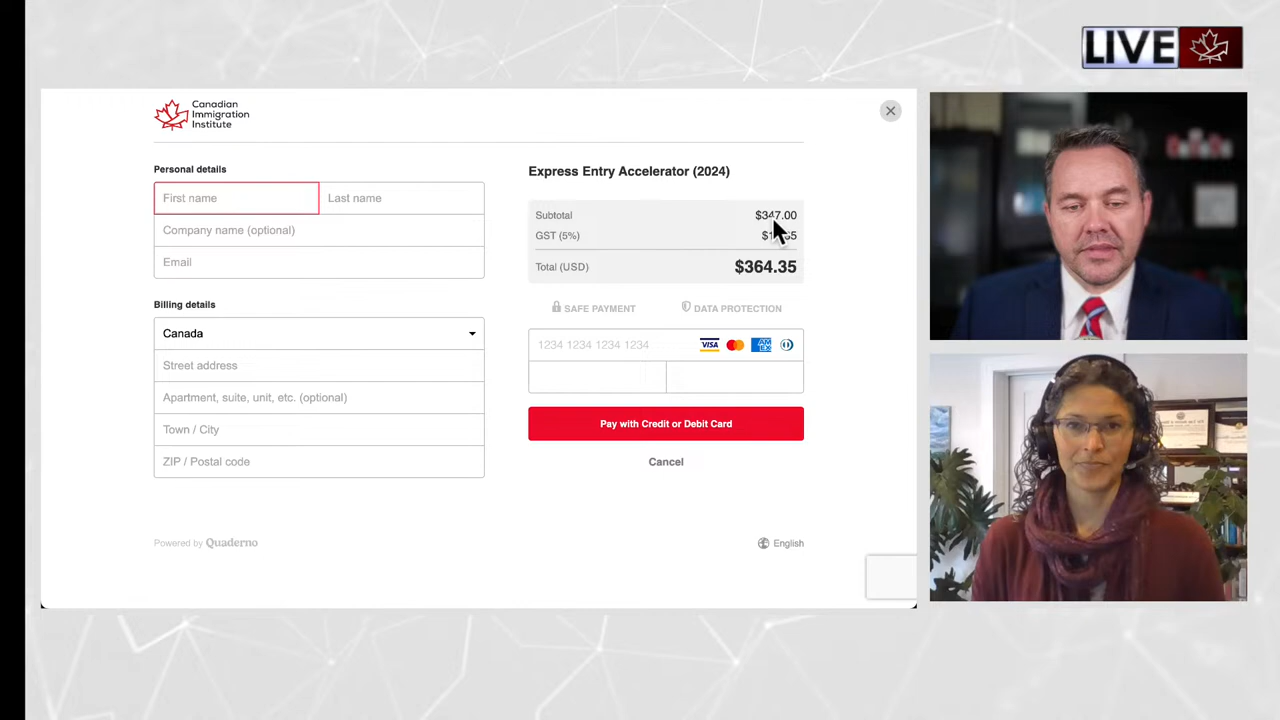 LIVE
Canadian
Immigration
Institute
Personal details
First name
Last name
Company name (optional)
Email
Billing details
Canada
Street address
Apartment, suite, unit, etc. (optional)
Town / City
ZIP / Postal code
Powered by Quaderno
Express Entry Accelerator (2024)
Subtotal $347.00
GST (5%)
Total (USD) $364.35
SAFE PAYMENT DATA PROTECTION
1234 1234 1234 1234 VISA AMEX
Pay with Credit or Debit Card
Cancel
English